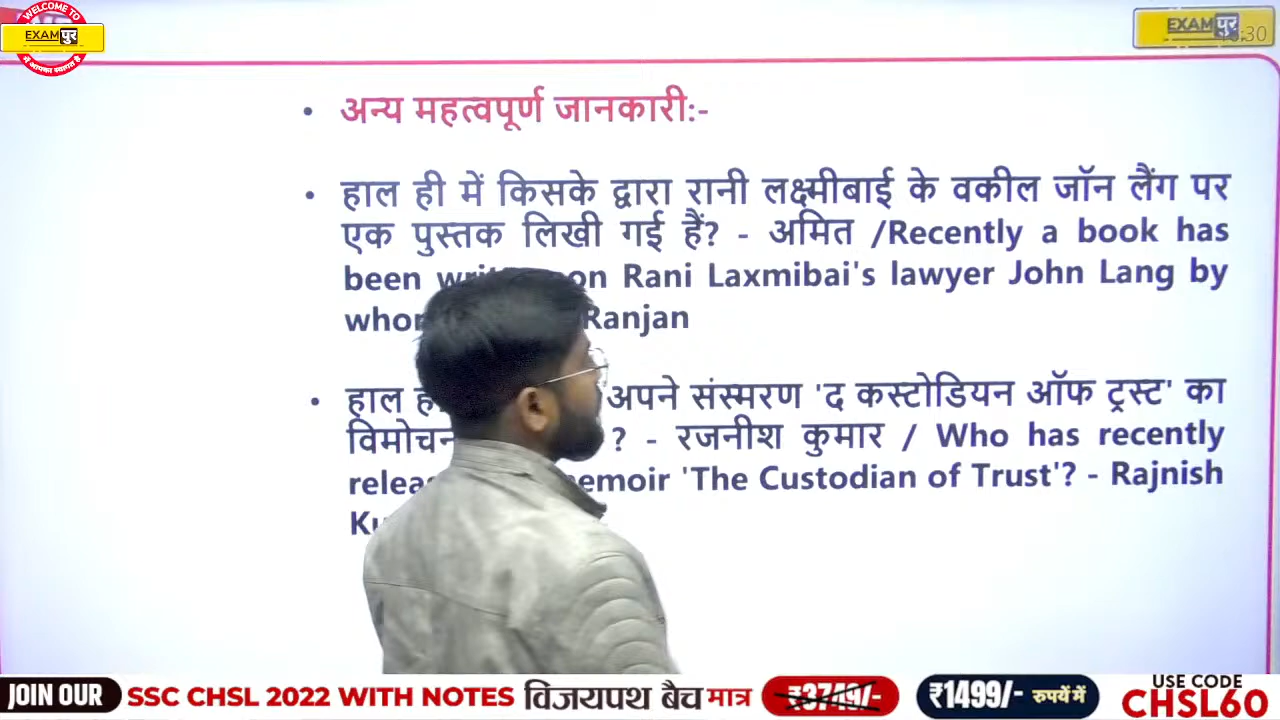 WELCOME TO
EXAMपुर
में आपका स्वागत है
EXAMपुर
:30
• अन्य महत्वपूर्ण जानकारी:-
• हाल ही में किसके द्वारा रानी लक्ष्मीबाई के वकील जॉन लैंग पर
एक पुस्तक लिखी गई हैं? - अमित /Recently a book has
been on Rani Laxmibai's lawyer John Lang by
Ranjan
• हाल अपने संस्मरण 'द कस्टोडियन ऑफ ट्रस्ट' का
? - रजनीश कुमार / Who has recently
'The Custodian of Trust'? - Rajnish
JOIN OUR SSC CHSL 2022 WITH NOTES विजयपथ बैच मात्र ₹3749/- ₹1499/- रुपयें में USE CODE
CHSL60